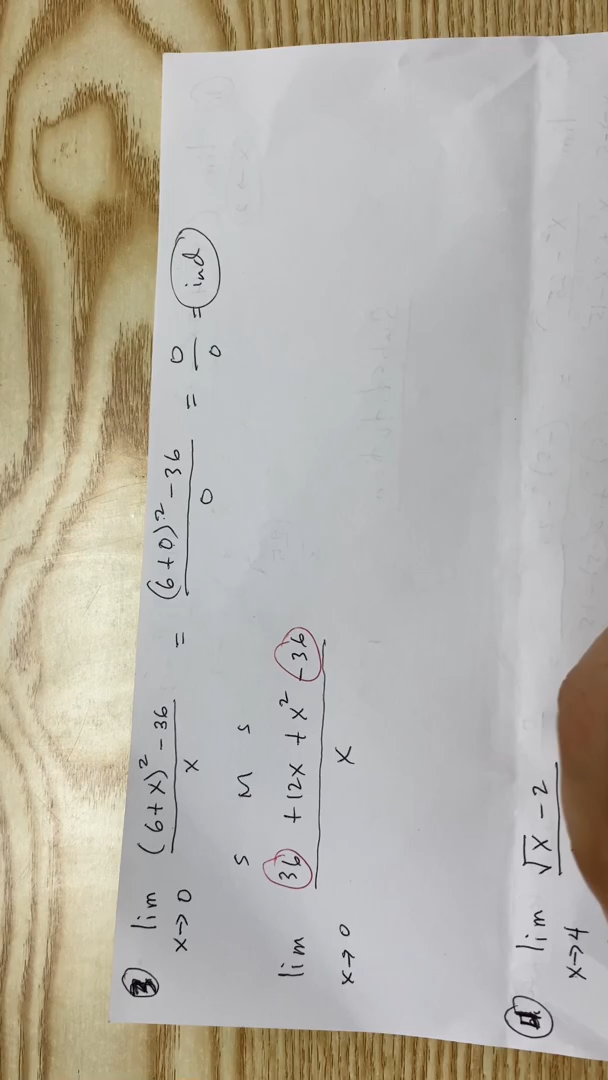 ③ lim x→0 (6+x)² − 36 / x = (6+0)² − 36 / 0 = 0/0 = ind
S M S
lim x→0 36 + 12x + x² − 36 / x
④ lim x→4 √x − 2